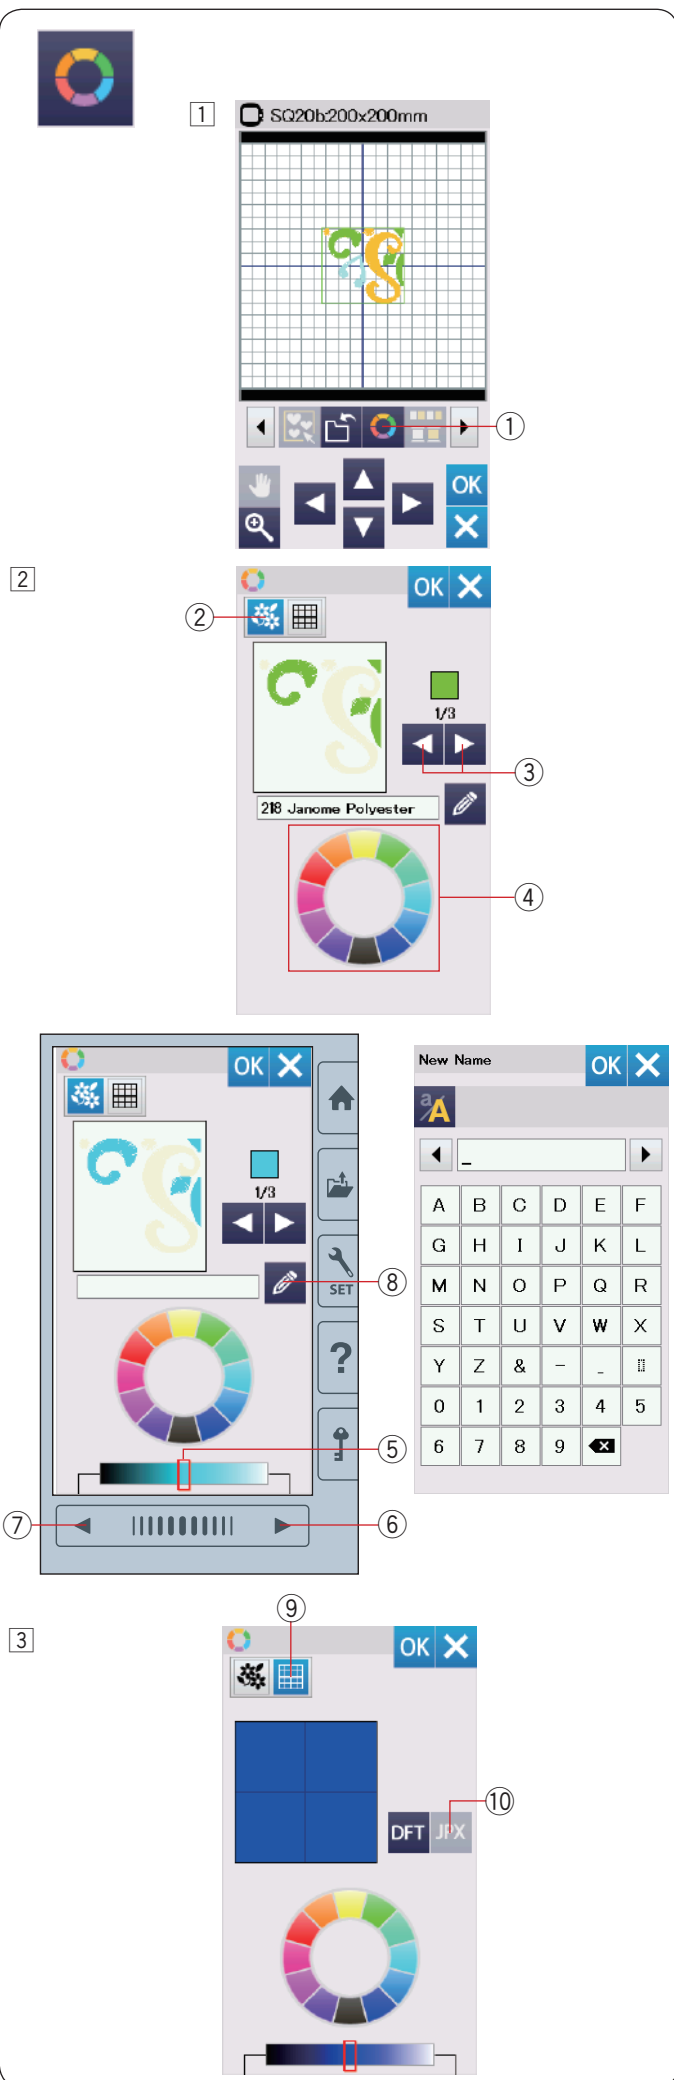 1
SQ20b:200x200mm
①
OK
2
OK
②
1/3
③
218 Janome Polyester
④
OK
1/3
SET
⑧
?
⑤
⑦
⑥
New Name
OK
a/A
_
A B C D E F
G H I J K L
M N O P Q R
S T U V W X
Y Z & - _
0 1 2 3 4 5
6 7 8 9
⑨
3
OK
⑩
DFT JPX